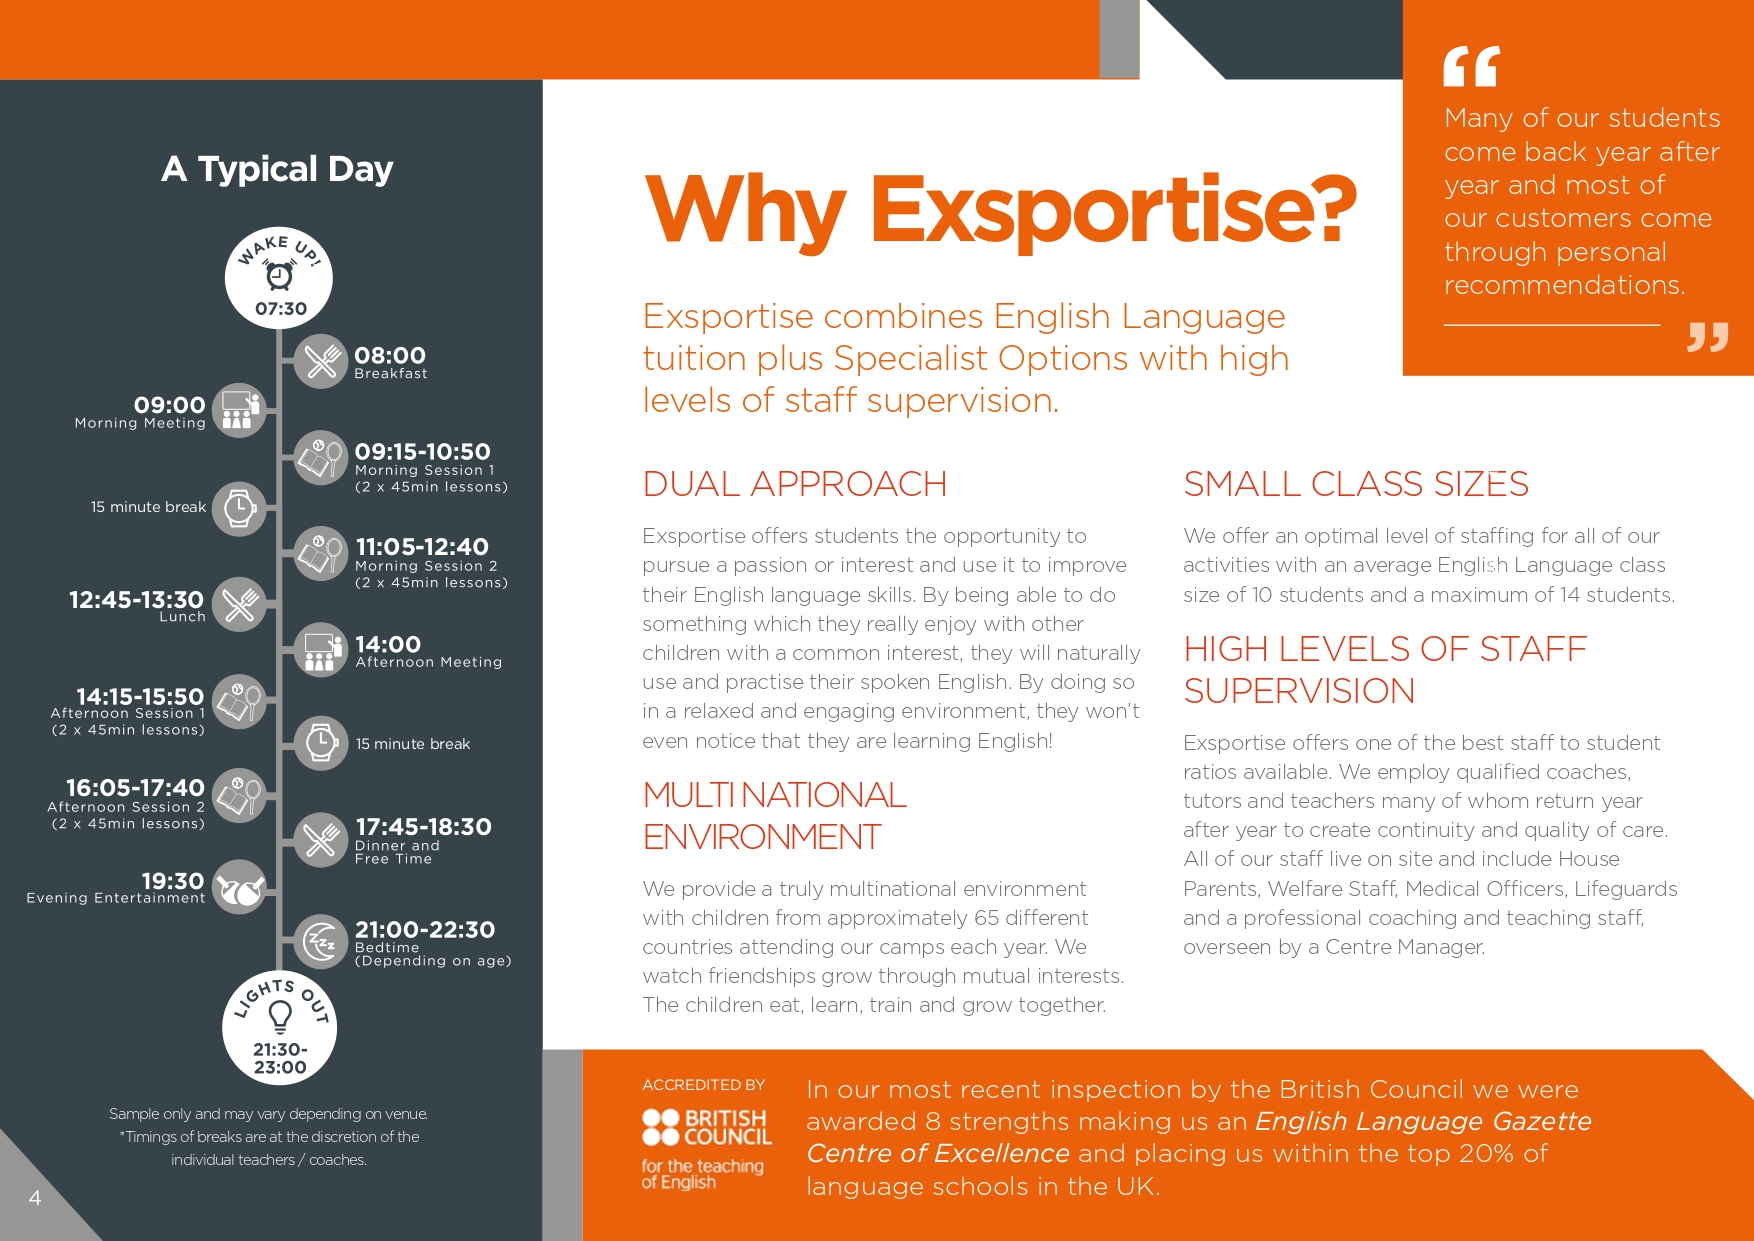 A Typical Day
WAKE UP!
07:30
08:00
Breakfast
09:00
Morning Meeting
09:15-10:50
Morning Session 1
(2 x 45min lessons)
15 minute break
11:05-12:40
Morning Session 2
(2 x 45min lessons)
12:45-13:30
Lunch
14:00
Afternoon Meeting
14:15-15:50
Afternoon Session 1
(2 x 45min lessons)
15 minute break
16:05-17:40
Afternoon Session 2
(2 x 45min lessons)
17:45-18:30
Dinner and
Free Time
19:30
Evening Entertainment
zzz
21:00-22:30
Bedtime
(Depending on age)
LIGHTS OUT
21:30-
23:00
Sample only and may vary depending on venue.
*Timings of breaks are at the discretion of the
individual teachers / coaches.
4
Why Exsportise?
Exsportise combines English Language
tuition plus Specialist Options with high
levels of staff supervision.
“
Many of our students
come back year after
year and most of
our customers come
through personal
recommendations.
”
DUAL APPROACH
Exsportise offers students the opportunity to
pursue a passion or interest and use it to improve
their English language skills. By being able to do
something which they really enjoy with other
children with a common interest, they will naturally
use and practise their spoken English. By doing so
in a relaxed and engaging environment, they won’t
even notice that they are learning English!
MULTI NATIONAL
ENVIRONMENT
We provide a truly multinational environment
with children from approximately 65 different
countries attending our camps each year. We
watch friendships grow through mutual interests.
The children eat, learn, train and grow together.
SMALL CLASS SIZES
We offer an optimal level of staffing for all of our
activities with an average English Language class
size of 10 students and a maximum of 14 students.
HIGH LEVELS OF STAFF
SUPERVISION
Exsportise offers one of the best staff to student
ratios available. We employ qualified coaches,
tutors and teachers many of whom return year
after year to create continuity and quality of care.
All of our staff live on site and include House
Parents, Welfare Staff, Medical Officers, Lifeguards
and a professional coaching and teaching staff,
overseen by a Centre Manager.
ACCREDITED BY
BRITISH
COUNCIL
for the teaching
of English
In our most recent inspection by the British Council we were
awarded 8 strengths making us an English Language Gazette
Centre of Excellence and placing us within the top 20% of
language schools in the UK.